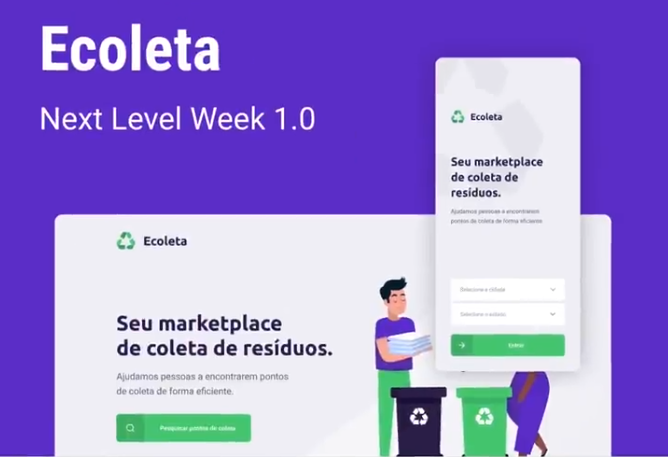 Ecoleta
Next Level Week 1.0
Ecoleta
Seu marketplace
de coleta de
resíduos.
Ajudamos pessoas a encontrarem
pontos de coleta de forma eficiente.
Selecione a cidade
Selecione o estado
Entrar
Ecoleta
Seu marketplace
de coleta de resíduos.
Ajudamos pessoas a encontrarem pontos
de coleta de forma eficiente.
Pesquisar pontos de coleta